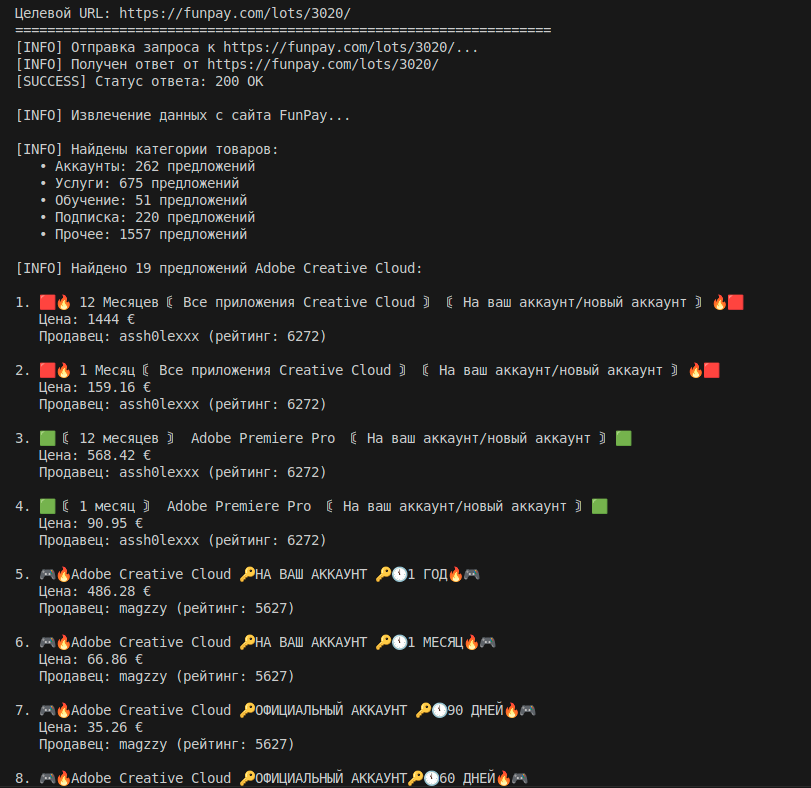 Целевой URL: https://funpay.com/lots/3020/
===================================================================
[INFO] Отправка запроса к https://funpay.com/lots/3020/...
[INFO] Получен ответ от https://funpay.com/lots/3020/
[SUCCESS] Статус ответа: 200 OK
[INFO] Извлечение данных с сайта FunPay...
[INFO] Найдены категории товаров:
• Аккаунты: 262 предложений
• Услуги: 675 предложений
• Обучение: 51 предложений
• Подписка: 220 предложений
• Прочее: 1557 предложений
[INFO] Найдено 19 предложений Adobe Creative Cloud:
1. 🟥🔥 12 Месяцев 〖 Все приложения Creative Cloud 〗 〖 На ваш аккаунт/новый аккаунт 〗 🔥🟥
Цена: 1444 €
Продавец: assh0lexxx (рейтинг: 6272)
2. 🟥🔥 1 Месяц 〖 Все приложения Creative Cloud 〗 〖 На ваш аккаунт/новый аккаунт 〗 🔥🟥
Цена: 159.16 €
Продавец: assh0lexxx (рейтинг: 6272)
3. 🟩 〖 12 месяцев 〗 Adobe Premiere Pro 〖 На ваш аккаунт/новый аккаунт 〗 🟩
Цена: 568.42 €
Продавец: assh0lexxx (рейтинг: 6272)
4. 🟩 〖 1 месяц 〗 Adobe Premiere Pro 〖 На ваш аккаунт/новый аккаунт 〗 🟩
Цена: 90.95 €
Продавец: assh0lexxx (рейтинг: 6272)
5. 🎮🔥Adobe Creative Cloud 🔑НА ВАШ АККАУНТ 🔑🕚1 ГОД🔥🎮
Цена: 486.28 €
Продавец: magzzy (рейтинг: 5627)
6. 🎮🔥Adobe Creative Cloud 🔑НА ВАШ АККАУНТ 🔑🕚1 МЕСЯЦ🔥🎮
Цена: 66.86 €
Продавец: magzzy (рейтинг: 5627)
7. 🎮🔥Adobe Creative Cloud 🔑ОФИЦИАЛЬНЫЙ АККАУНТ 🔑🕚90 ДНЕЙ🔥🎮
Цена: 35.26 €
Продавец: magzzy (рейтинг: 5627)
8. 🎮🔥Adobe Creative Cloud 🔑ОФИЦИАЛЬНЫЙ АККАУНТ🔑🕚60 ДНЕЙ🔥🎮